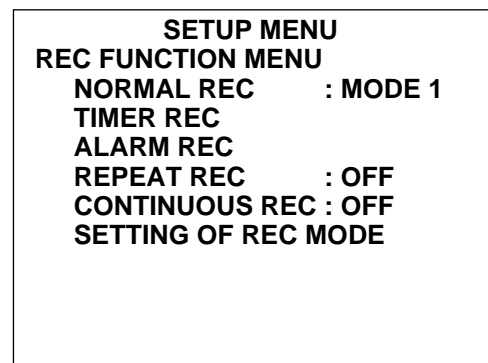 SETUP MENU
REC FUNCTION MENU
NORMAL REC : MODE 1
TIMER REC
ALARM REC
REPEAT REC : OFF
CONTINUOUS REC : OFF
SETTING OF REC MODE